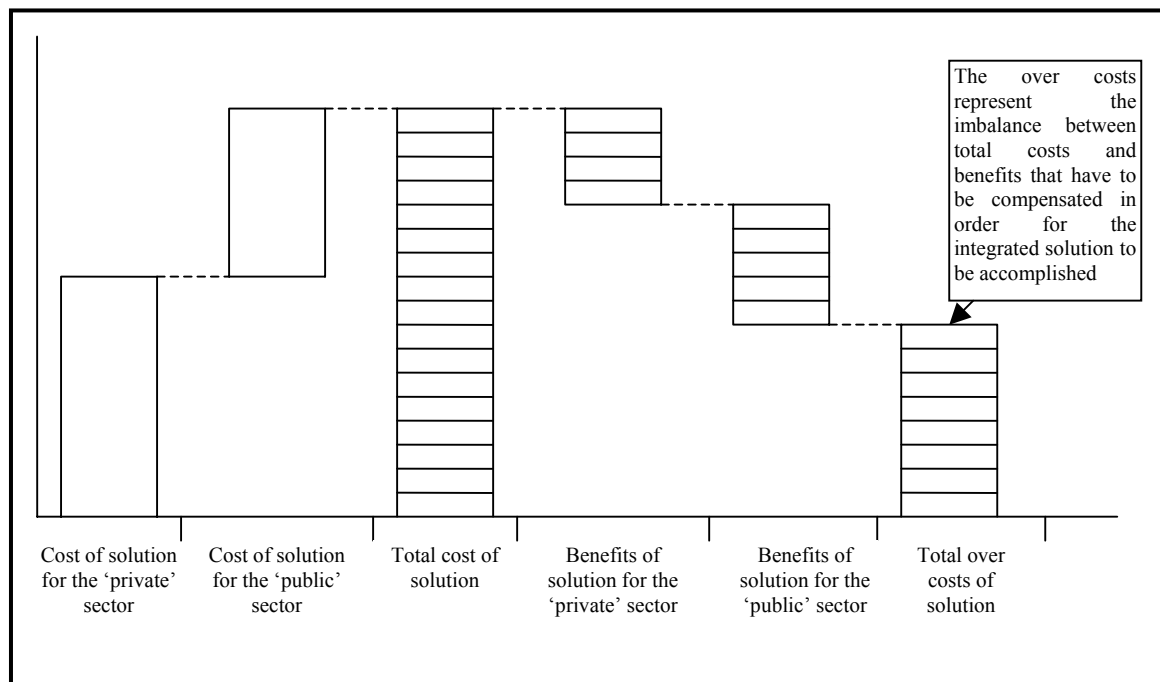 The over costs
represent the
imbalance between
total costs and
benefits that have to
be compensated in
order for the
integrated solution to
be accomplished
Cost of solution
for the ‘private’
sector
Cost of solution
for the ‘public’
sector
Total cost of
solution
Benefits of
solution for the
‘private’ sector
Benefits of
solution for the
‘public’ sector
Total over
costs of
solution